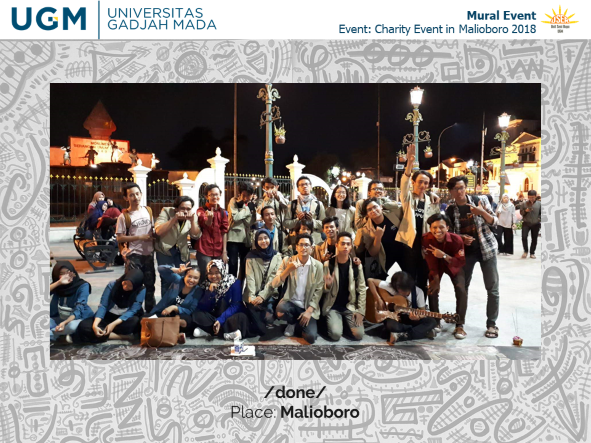 UGM
UNIVERSITAS
GADJAH MADA
Mural Event
Event: Charity Event in Malioboro 2018
/done/
Place: Malioboro